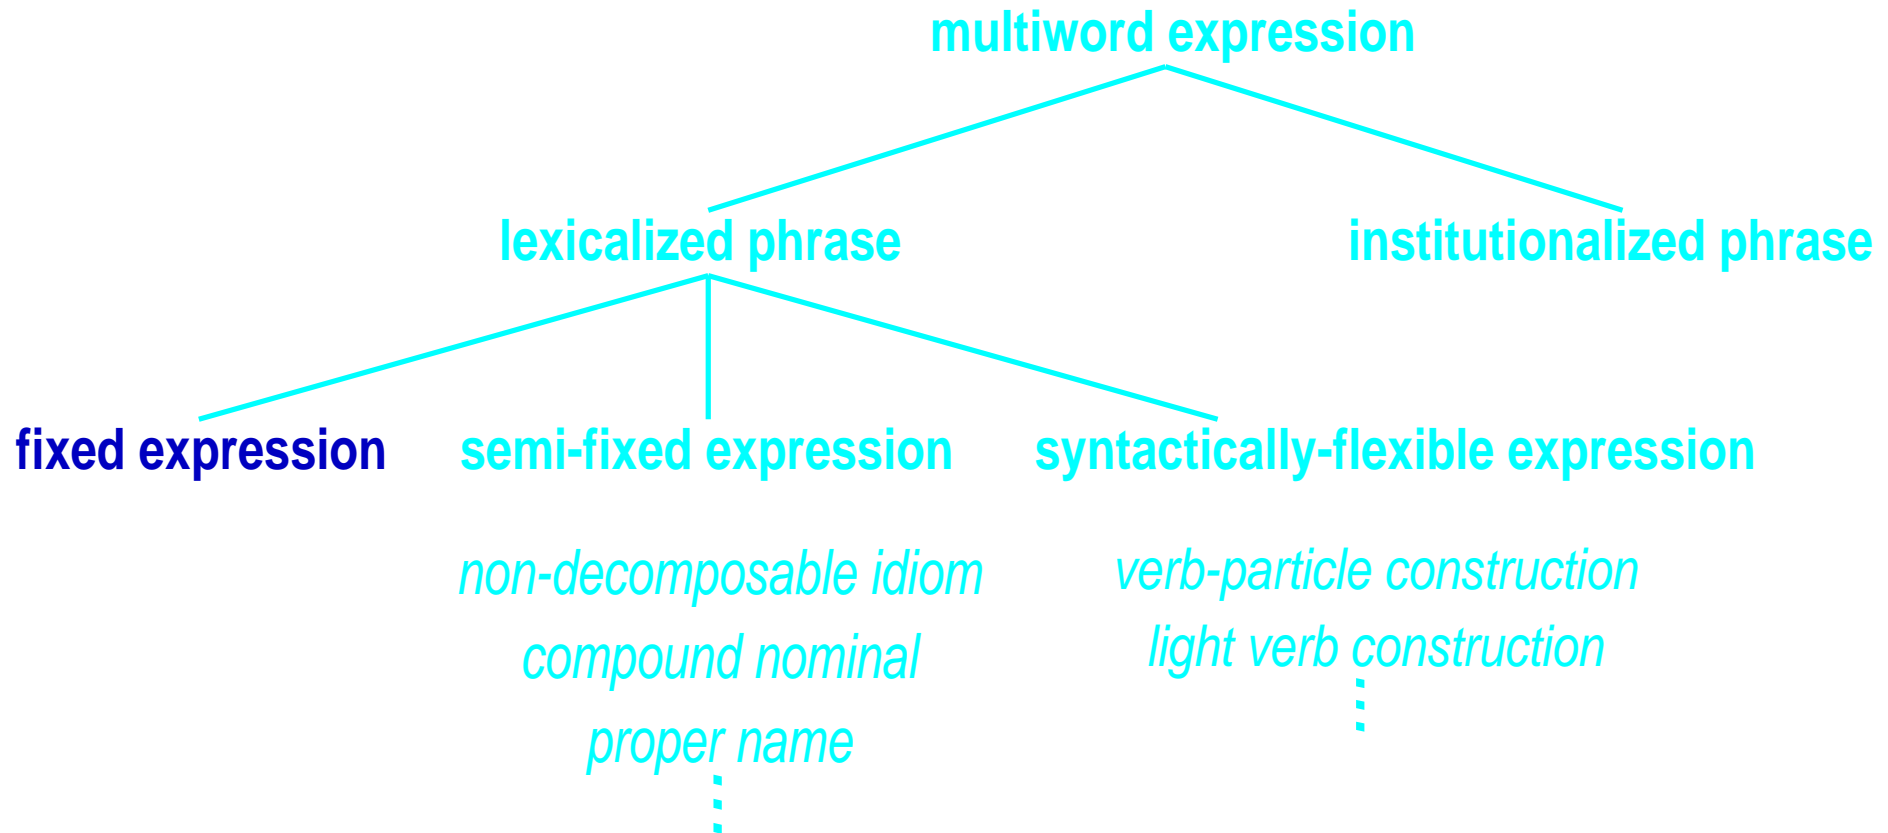 multiword expression
lexicalized phrase
institutionalized phrase
fixed expression
semi-fixed expression
syntactically-flexible expression
non-decomposable idiom
compound nominal
proper name
verb-particle construction
light verb construction